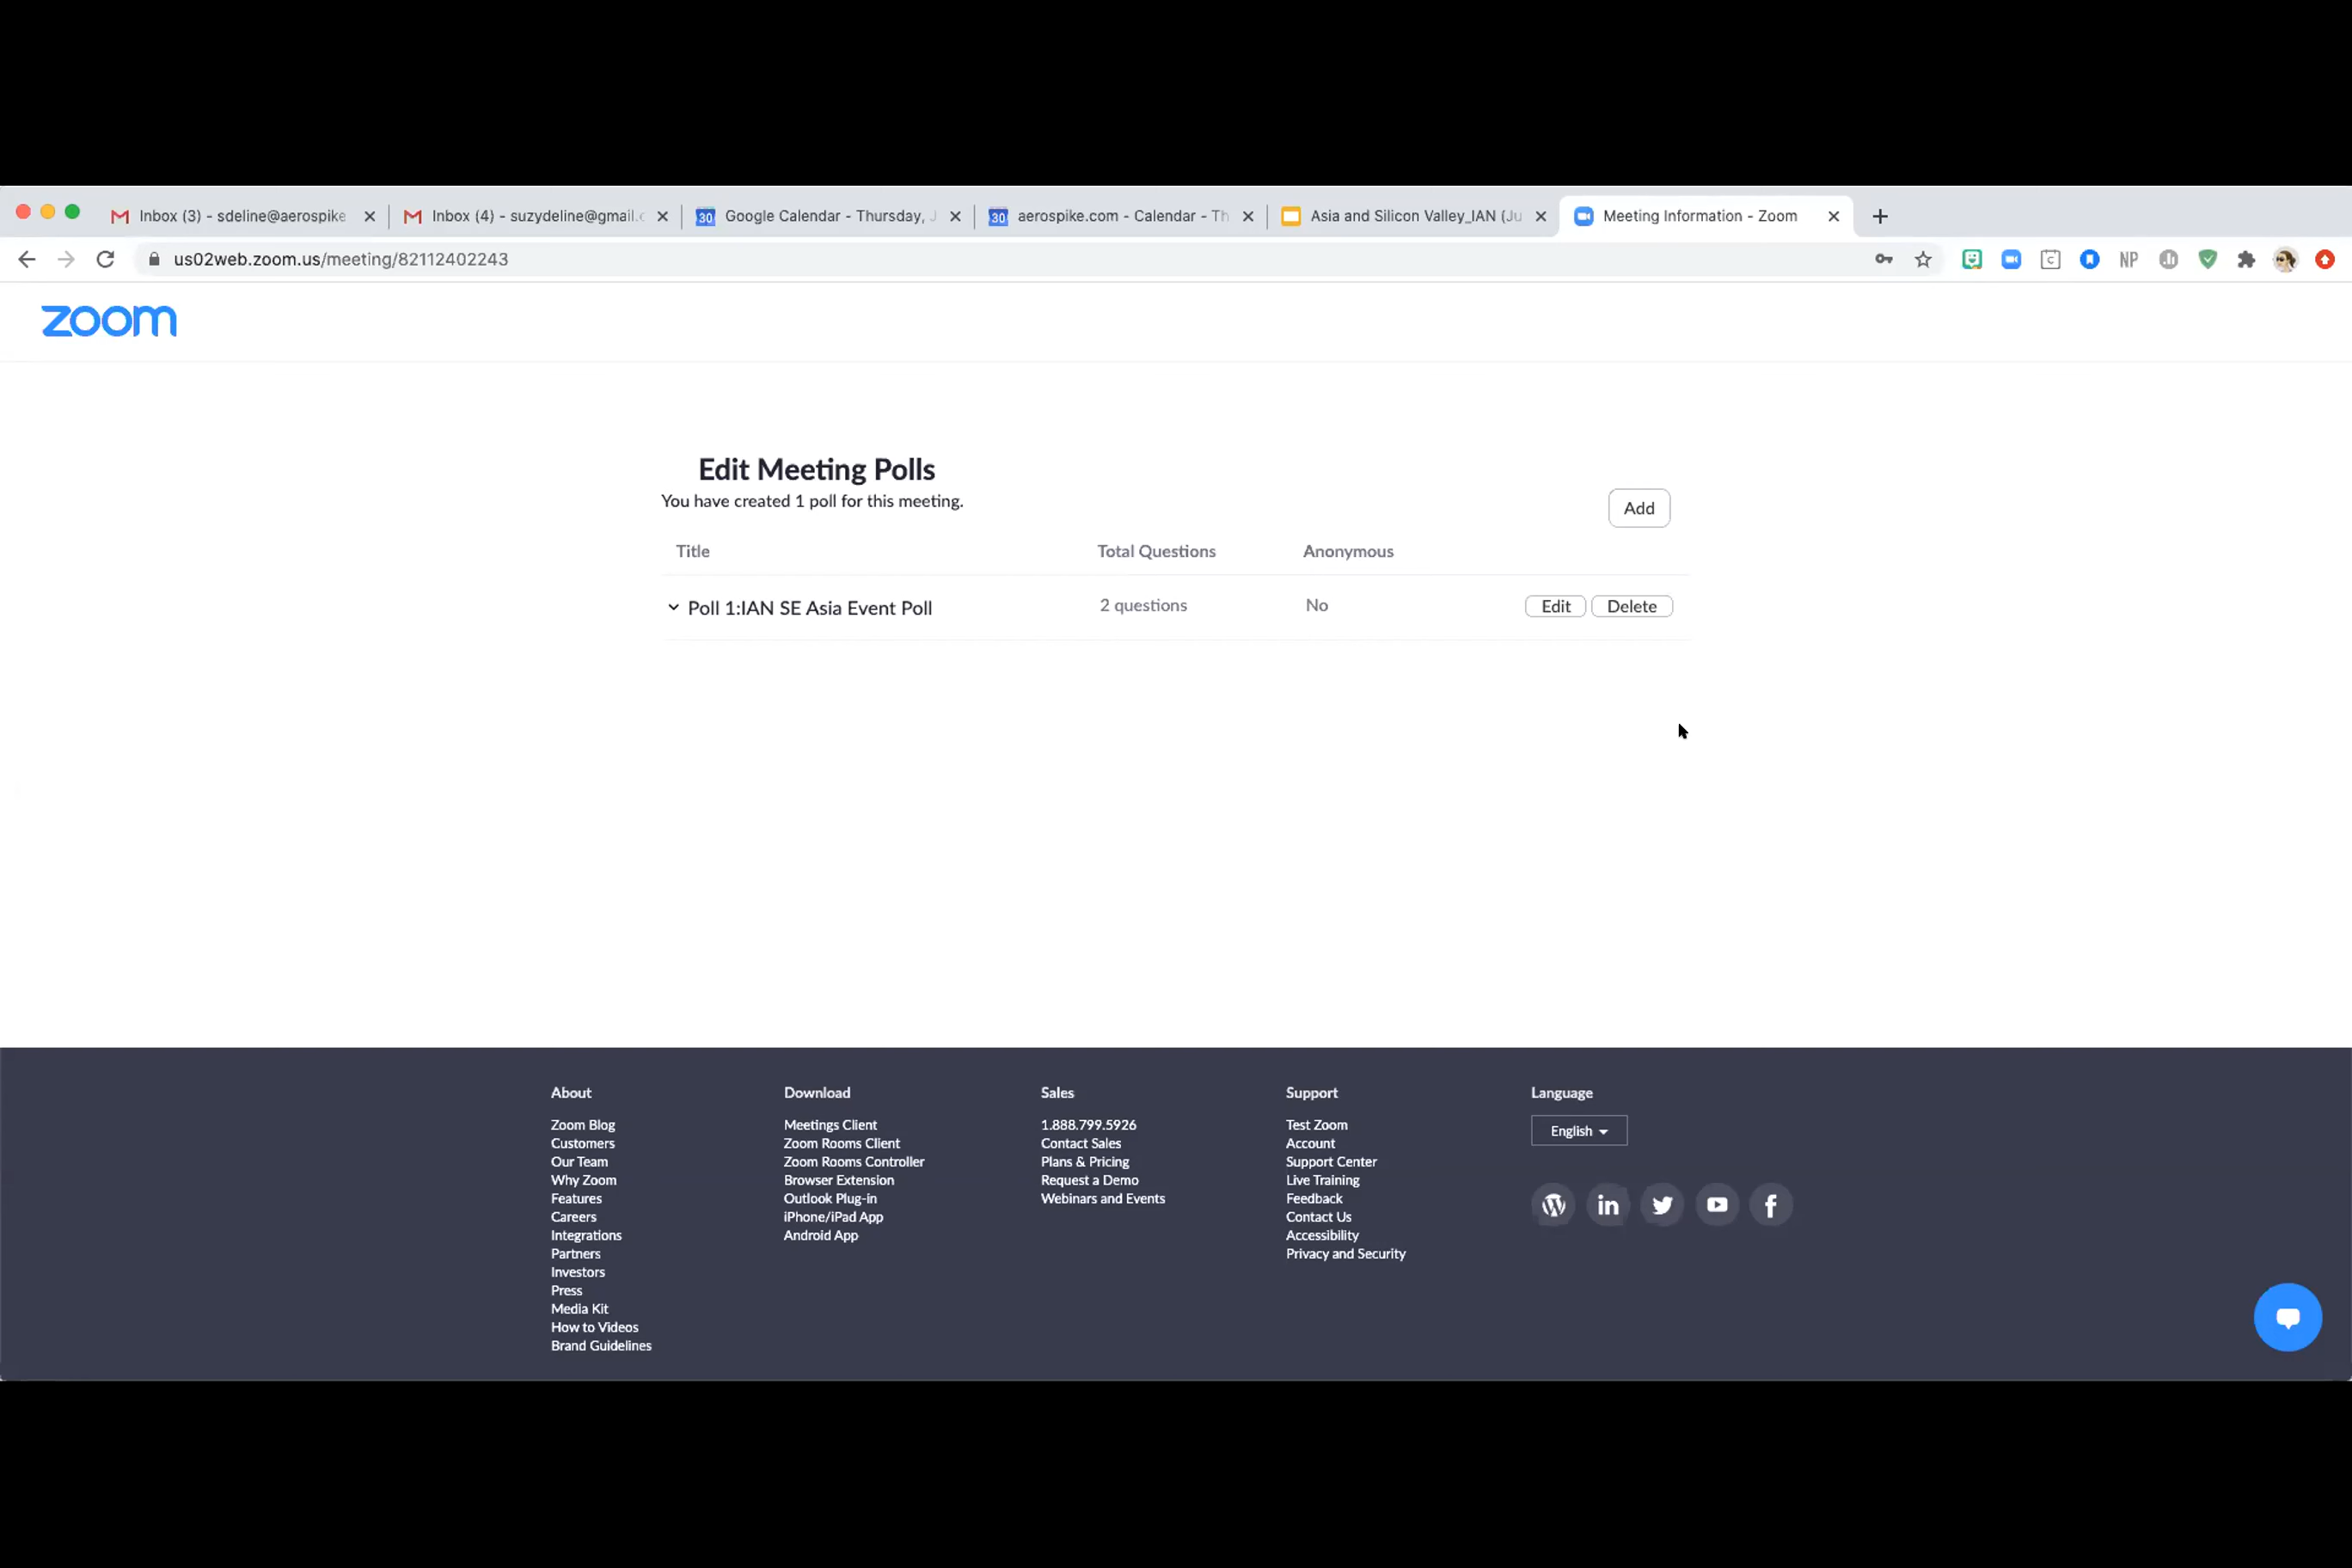 Inbox (3) - sdeline@aerospike
Inbox (4) - suzydeline@gmail.c
30
Google Calendar - Thursday, J
30
aerospike.com - Calendar - Th
Asia and Silicon Valley_IAN (Ju
Meeting Information - Zoom
us02web.zoom.us/meeting/82112402243
NP
zoom
Edit Meeting Polls
You have created 1 poll for this meeting.
Add
Title Total Questions Anonymous
Poll 1:IAN SE Asia Event Poll 2 questions No Edit Delete
About
Zoom Blog
Customers
Our Team
Why Zoom
Features
Careers
Integrations
Partners
Investors
Press
Media Kit
How to Videos
Brand Guidelines
Download
Meetings Client
Zoom Rooms Client
Zoom Rooms Controller
Browser Extension
Outlook Plug-in
iPhone/iPad App
Android App
Sales
1.888.799.5926
Contact Sales
Plans & Pricing
Request a Demo
Webinars and Events
Support
Test Zoom
Account
Support Center
Live Training
Feedback
Contact Us
Accessibility
Privacy and Security
Language
English